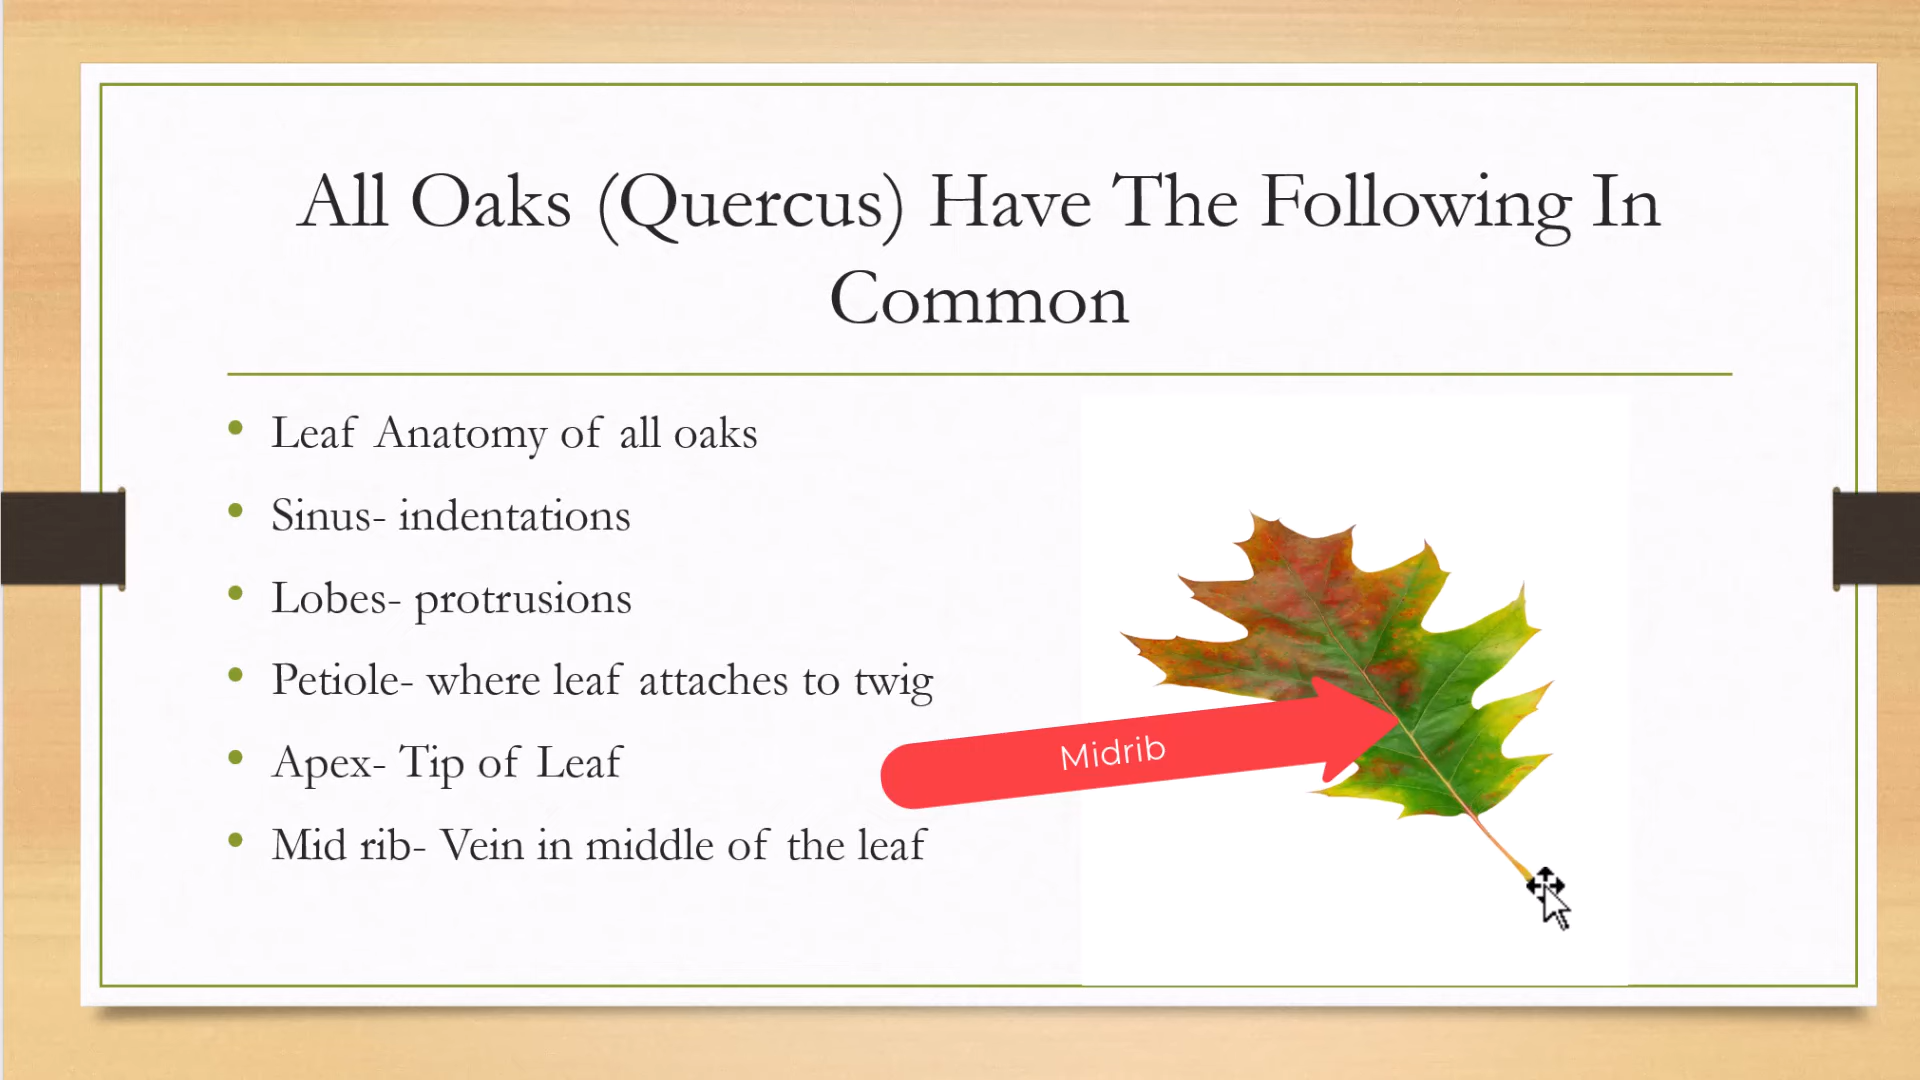 All Oaks (Quercus) Have The Following In
Common
Leaf Anatomy of all oaks
Sinus- indentations
Lobes- protrusions
Petiole- where leaf attaches to twig
Apex- Tip of Leaf
Mid rib- Vein in middle of the leaf
Midrib